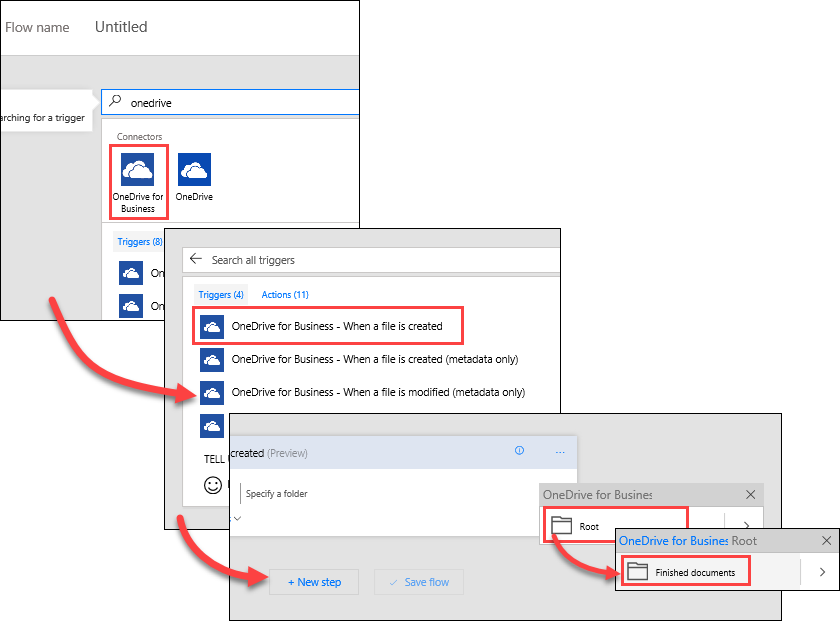 Flow name Untitled
arching for a trigger
onedrive
Connectors
OneDrive for
Business
OneDrive
Triggers (8)
On
On
Search all triggers
Triggers (4) Actions (11)
OneDrive for Business - When a file is created
OneDrive for Business - When a file is created (metadata only)
OneDrive for Business - When a file is modified (metadata only)
TELL
created (Preview)
Specify a folder
+ New step
Save flow
OneDrive for Busines
Root
OneDrive for Busines Root
Finished documents